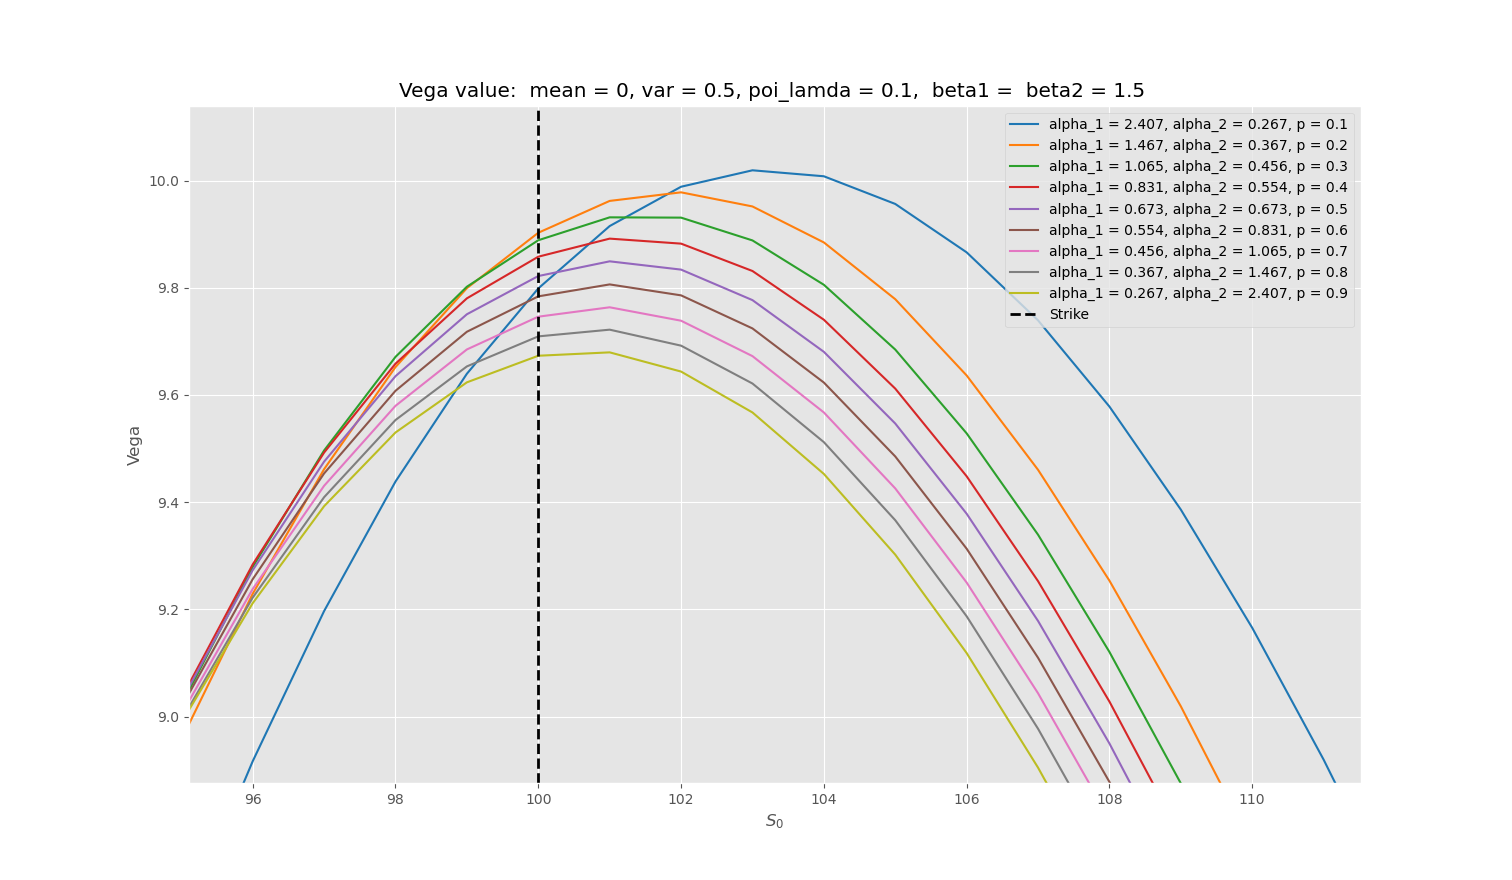 Vega value:  mean = 0, var = 0.5, poi_lamda = 0.1,  beta1 =  beta2 = 1.5
alpha_1 = 2.407, alpha_2 = 0.267, p = 0.1
alpha_1 = 1.467, alpha_2 = 0.367, p = 0.2
alpha_1 = 1.065, alpha_2 = 0.456, p = 0.3
alpha_1 = 0.831, alpha_2 = 0.554, p = 0.4
alpha_1 = 0.673, alpha_2 = 0.673, p = 0.5
alpha_1 = 0.554, alpha_2 = 0.831, p = 0.6
alpha_1 = 0.456, alpha_2 = 1.065, p = 0.7
alpha_1 = 0.367, alpha_2 = 1.467, p = 0.8
alpha_1 = 0.267, alpha_2 = 2.407, p = 0.9
Strike
10.0
9.8
9.6
9.4
9.2
9.0
Vega
96 98 100 102 104 106 108 110
S₀